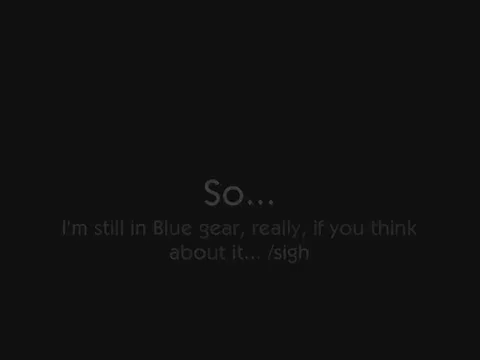 So...
I'm still in Blue gear, really, if you think
about it... /sigh